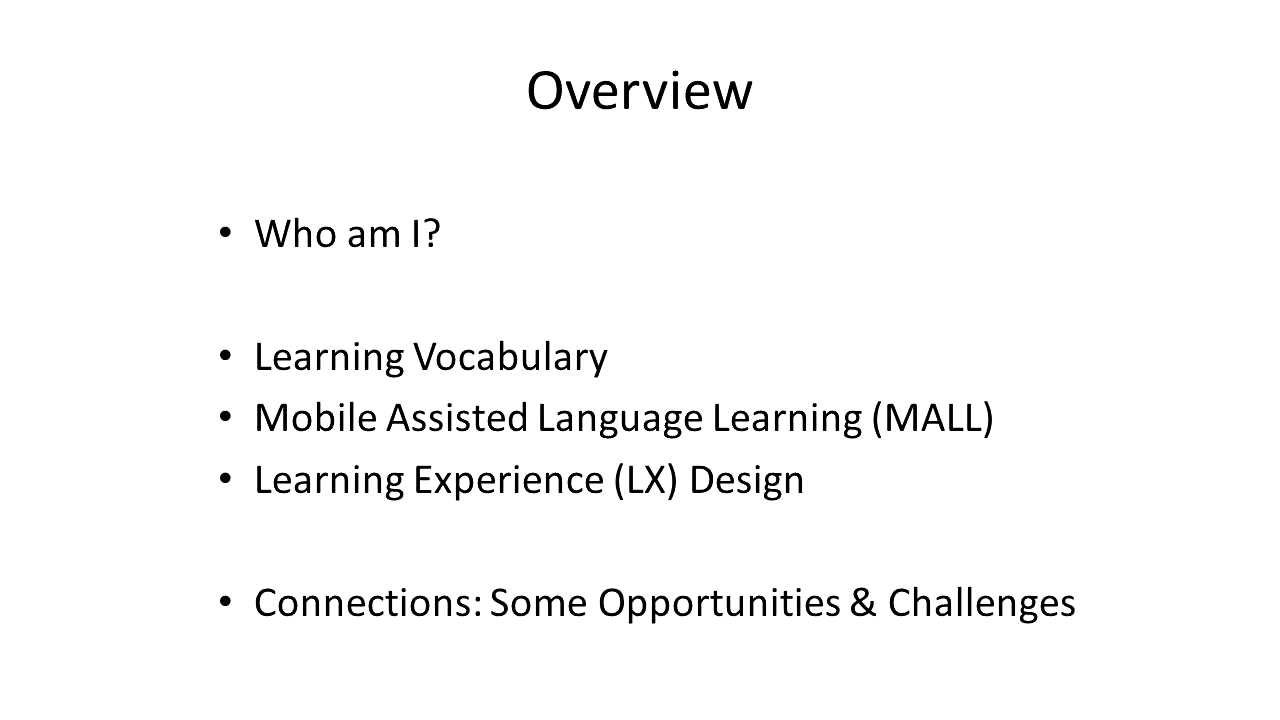 Overview
• Who am I?
• Learning Vocabulary
• Mobile Assisted Language Learning (MALL)
• Learning Experience (LX) Design
• Connections: Some Opportunities & Challenges